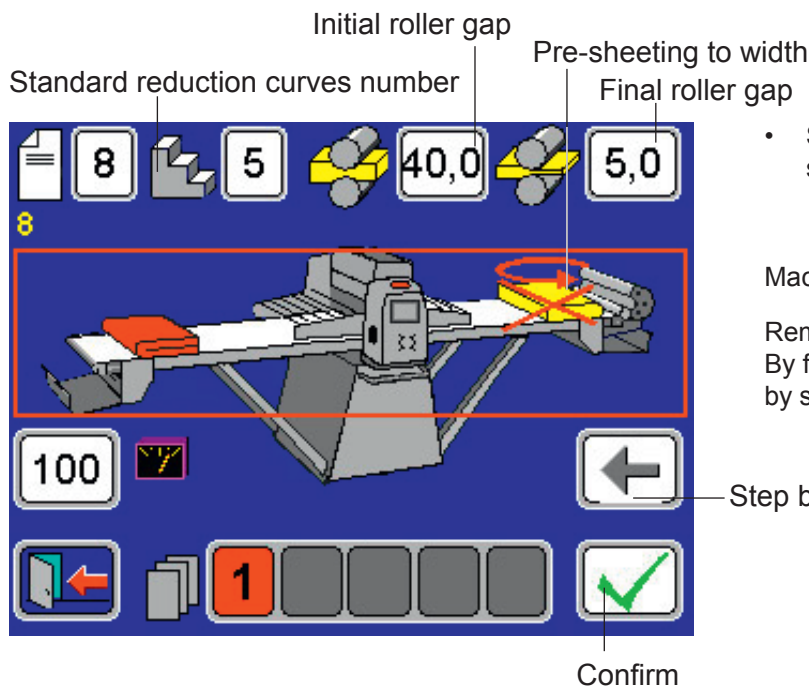 Initial roller gap
Pre-sheeting to width
Standard reduction curves number
Final roller gap
8 5 40,0 5,0
8
Mac
Ren
By f
by s
100
Step b
1
Confirm